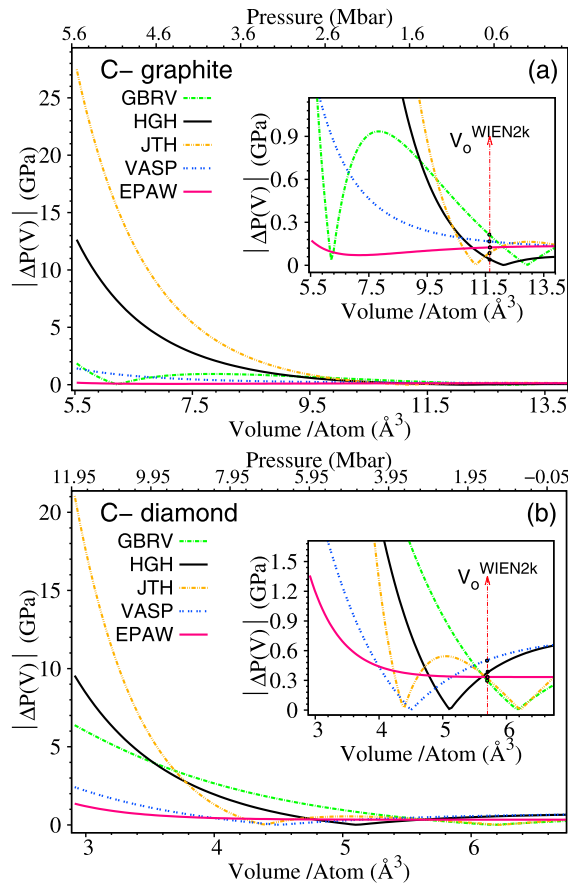 Pressure (Mbar)
5.6 4.6 3.6 2.6 1.6 0.6
C− graphite (a)
GBRV
HGH
JTH
VASP
EPAW
|ΔP(V)| (GPa)
25
20
15
10
5
0
5.5 7.5 9.5 11.5 13.5
Volume /Atom (Å³)
V₀ᵂᴵᴱᴺ²ᵏ
|ΔP(V)| (GPa)
0.9
0.6
0.3
0
5.5 7.5 9.5 11.5 13.5
Volume /Atom (Å³)
Pressure (Mbar)
11.95 9.95 7.95 5.95 3.95 1.95 −0.05
C− diamond (b)
GBRV
HGH
JTH
VASP
EPAW
|ΔP(V)| (GPa)
20
15
10
5
0
3 4 5 6
Volume /Atom (Å³)
V₀ᵂᴵᴱᴺ²ᵏ
|ΔP(V)| (GPa)
1.5
1.2
0.9
0.6
0.3
0
3 4 5 6
Volume /Atom (Å³)